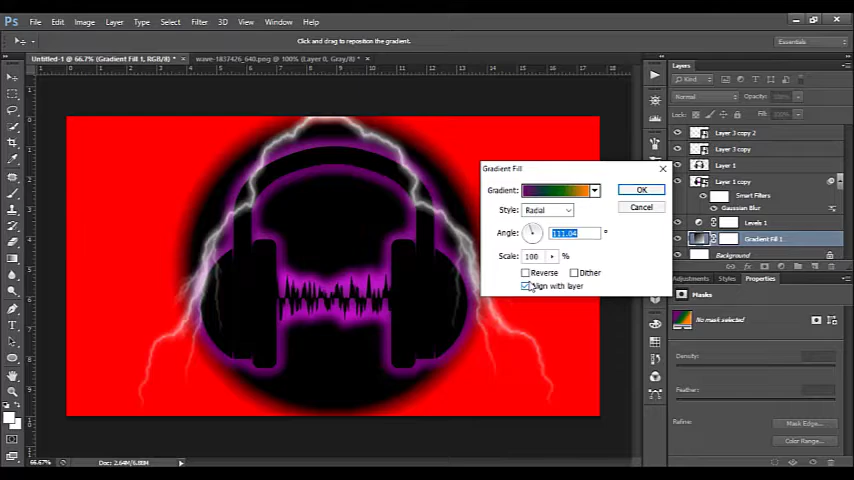 Ps File Edit Image Layer Type Select Filter 3D View Window Help
Click and drag to reposition the gradient.
Essentials
Untitled-1 @ 66.7% (Gradient Fill 1, RGB/8) * ×
wave-1837426_640.png @ 100% (Layer 0, Gray/8) * ×
Layers
Kind
Normal Opacity: 100%
Lock: Fill: 100%
Layer 3 copy 2
Layer 3 copy
Layer 1
Layer 1 copy
Smart Filters
Gaussian Blur
Levels 1
Gradient Fill 1
Background
Gradient Fill
Gradient:
OK
Style: Radial
Cancel
Angle: 111.04 °
Scale: 100 %
Reverse Dither
Align with layer
Adjustments Styles Properties
Masks
No mask selected
Density:
Feather:
Refine: Mask Edge...
Color Range...
66.67% Doc: 2.64M/6.88M